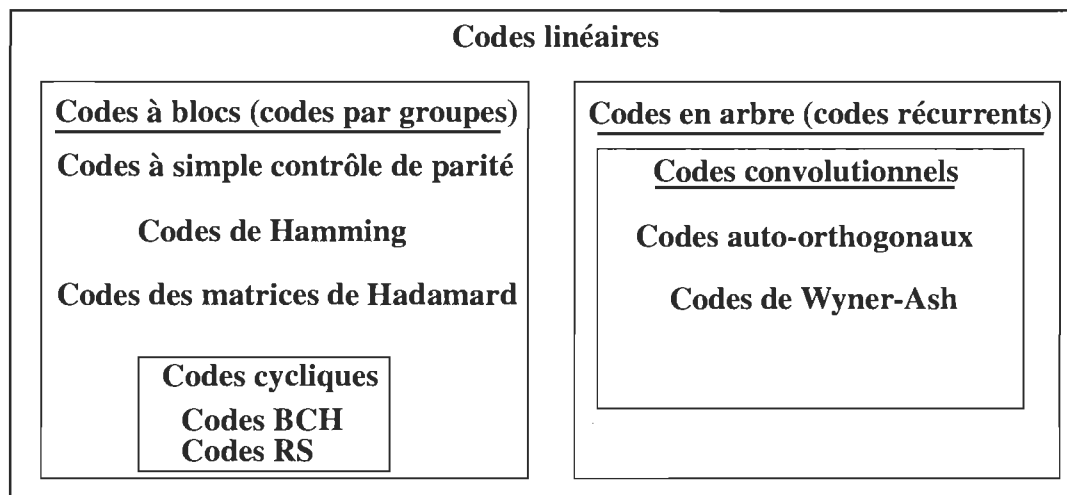 Codes linéaires
Codes à blocs (codes par groupes)
Codes à simple contrôle de parité
Codes de Hamming
Codes des matrices de Hadamard
Codes cycliques
Codes BCH
Codes RS
Codes en arbre (codes récurrents)
Codes convolutionnels
Codes auto-orthogonaux
Codes de Wyner-Ash